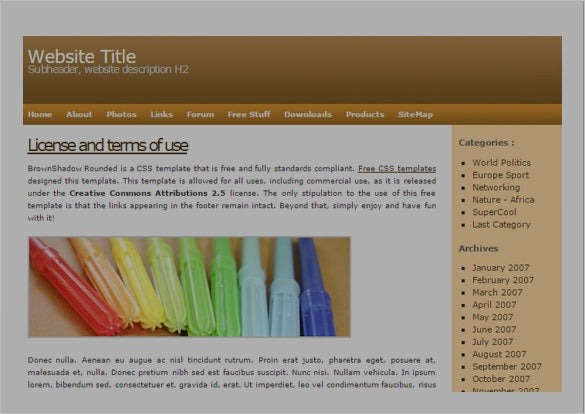 Website Title
Subheader, website description H2
Home About Photos Links Forum Free Stuff Downloads Products SiteMap
License and terms of use
BrownShadow Rounded is a CSS template that is free and fully standards compliant. Free CSS templates
designed this template. This template is allowed for all uses, including commercial use, as it is released
under the Creative Commons Attributions 2.5 license. The only stipulation to the use of this free
template is that the links appearing in the footer remain intact. Beyond that, simply enjoy and have fun
with it!
Donec nulla. Aenean eu augue ac nisl tincidunt rutrum. Proin erat justo, pharetra eget, posuere at,
malesuada et, nulla. Donec pretium nibh sed est faucibus suscipit. Nunc nisi. Nullam vehicula. In ipsum
lorem, bibendum sed, consectetuer et, gravida id, erat. Ut imperdiet, leo vel condimentum faucibus, risus
Categories :
World Politics
Europe Sport
Networking
Nature - Africa
SuperCool
Last Category
Archives
January 2007
February 2007
March 2007
April 2007
May 2007
June 2007
July 2007
August 2007
September 2007
October 2007
November 2007